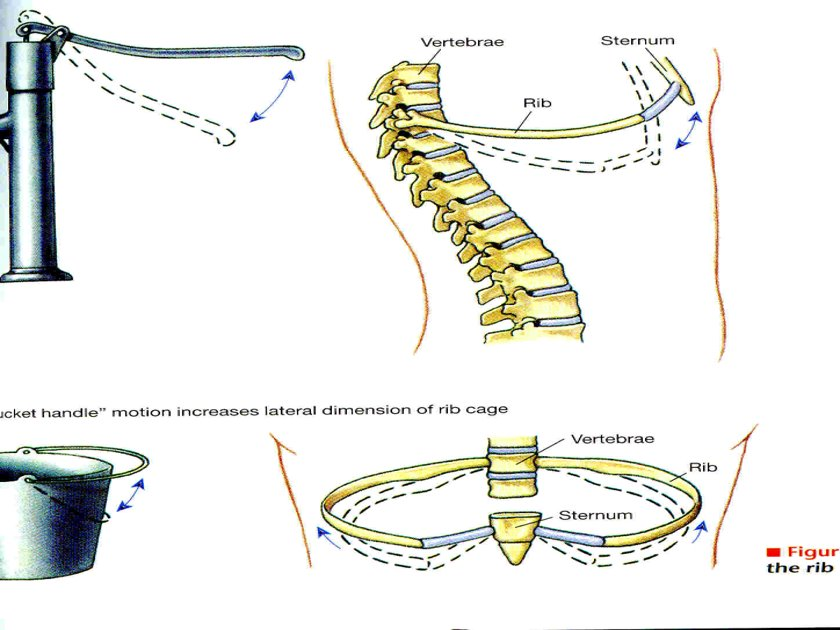 Vertebrae
Sternum
Rib
ucket handle” motion increases lateral dimension of rib cage
Vertebrae
Rib
Sternum
Figur
the rib